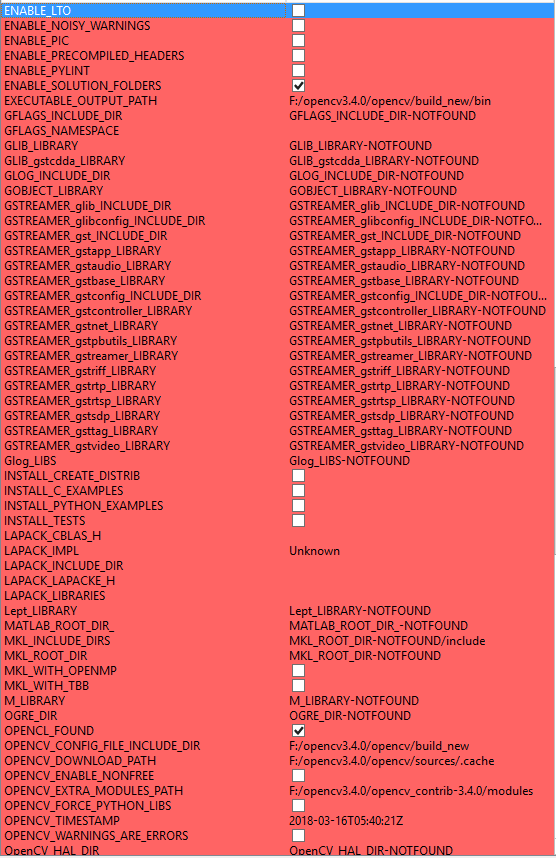 ENABLE_LTO
ENABLE_NOISY_WARNINGS
ENABLE_PIC
ENABLE_PRECOMPILED_HEADERS
ENABLE_PYLINT
ENABLE_SOLUTION_FOLDERS
EXECUTABLE_OUTPUT_PATH F:/opencv3.4.0/opencv/build_new/bin
GFLAGS_INCLUDE_DIR GFLAGS_INCLUDE_DIR-NOTFOUND
GFLAGS_NAMESPACE
GLIB_LIBRARY GLIB_LIBRARY-NOTFOUND
GLIB_gstcdda_LIBRARY GLIB_gstcdda_LIBRARY-NOTFOUND
GLOG_INCLUDE_DIR GLOG_INCLUDE_DIR-NOTFOUND
GOBJECT_LIBRARY GOBJECT_LIBRARY-NOTFOUND
GSTREAMER_glib_INCLUDE_DIR GSTREAMER_glib_INCLUDE_DIR-NOTFOUND
GSTREAMER_glibconfig_INCLUDE_DIR GSTREAMER_glibconfig_INCLUDE_DIR-NOTFO...
GSTREAMER_gst_INCLUDE_DIR GSTREAMER_gst_INCLUDE_DIR-NOTFOUND
GSTREAMER_gstapp_LIBRARY GSTREAMER_gstapp_LIBRARY-NOTFOUND
GSTREAMER_gstaudio_LIBRARY GSTREAMER_gstaudio_LIBRARY-NOTFOUND
GSTREAMER_gstbase_LIBRARY GSTREAMER_gstbase_LIBRARY-NOTFOUND
GSTREAMER_gstconfig_INCLUDE_DIR GSTREAMER_gstconfig_INCLUDE_DIR-NOTFOU...
GSTREAMER_gstcontroller_LIBRARY GSTREAMER_gstcontroller_LIBRARY-NOTFOUND
GSTREAMER_gstnet_LIBRARY GSTREAMER_gstnet_LIBRARY-NOTFOUND
GSTREAMER_gstpbutils_LIBRARY GSTREAMER_gstpbutils_LIBRARY-NOTFOUND
GSTREAMER_gstreamer_LIBRARY GSTREAMER_gstreamer_LIBRARY-NOTFOUND
GSTREAMER_gstriff_LIBRARY GSTREAMER_gstriff_LIBRARY-NOTFOUND
GSTREAMER_gstrtp_LIBRARY GSTREAMER_gstrtp_LIBRARY-NOTFOUND
GSTREAMER_gstrtsp_LIBRARY GSTREAMER_gstrtsp_LIBRARY-NOTFOUND
GSTREAMER_gstsdp_LIBRARY GSTREAMER_gstsdp_LIBRARY-NOTFOUND
GSTREAMER_gsttag_LIBRARY GSTREAMER_gsttag_LIBRARY-NOTFOUND
GSTREAMER_gstvideo_LIBRARY GSTREAMER_gstvideo_LIBRARY-NOTFOUND
Glog_LIBS Glog_LIBS-NOTFOUND
INSTALL_CREATE_DISTRIB
INSTALL_C_EXAMPLES
INSTALL_PYTHON_EXAMPLES
INSTALL_TESTS
LAPACK_CBLAS_H
LAPACK_IMPL Unknown
LAPACK_INCLUDE_DIR
LAPACK_LAPACKE_H
LAPACK_LIBRARIES
Lept_LIBRARY Lept_LIBRARY-NOTFOUND
MATLAB_ROOT_DIR_ MATLAB_ROOT_DIR_-NOTFOUND
MKL_INCLUDE_DIRS MKL_ROOT_DIR-NOTFOUND/include
MKL_ROOT_DIR MKL_ROOT_DIR-NOTFOUND
MKL_WITH_OPENMP
MKL_WITH_TBB
M_LIBRARY M_LIBRARY-NOTFOUND
OGRE_DIR OGRE_DIR-NOTFOUND
OPENCL_FOUND
OPENCV_CONFIG_FILE_INCLUDE_DIR F:/opencv3.4.0/opencv/build_new
OPENCV_DOWNLOAD_PATH F:/opencv3.4.0/opencv/sources/.cache
OPENCV_ENABLE_NONFREE
OPENCV_EXTRA_MODULES_PATH F:/opencv3.4.0/opencv_contrib-3.4.0/modules
OPENCV_FORCE_PYTHON_LIBS
OPENCV_TIMESTAMP 2018-03-16T05:40:21Z
OPENCV_WARNINGS_ARE_ERRORS
OpenCV_HAL_DIR OpenCV_HAL_DIR-NOTFOUND